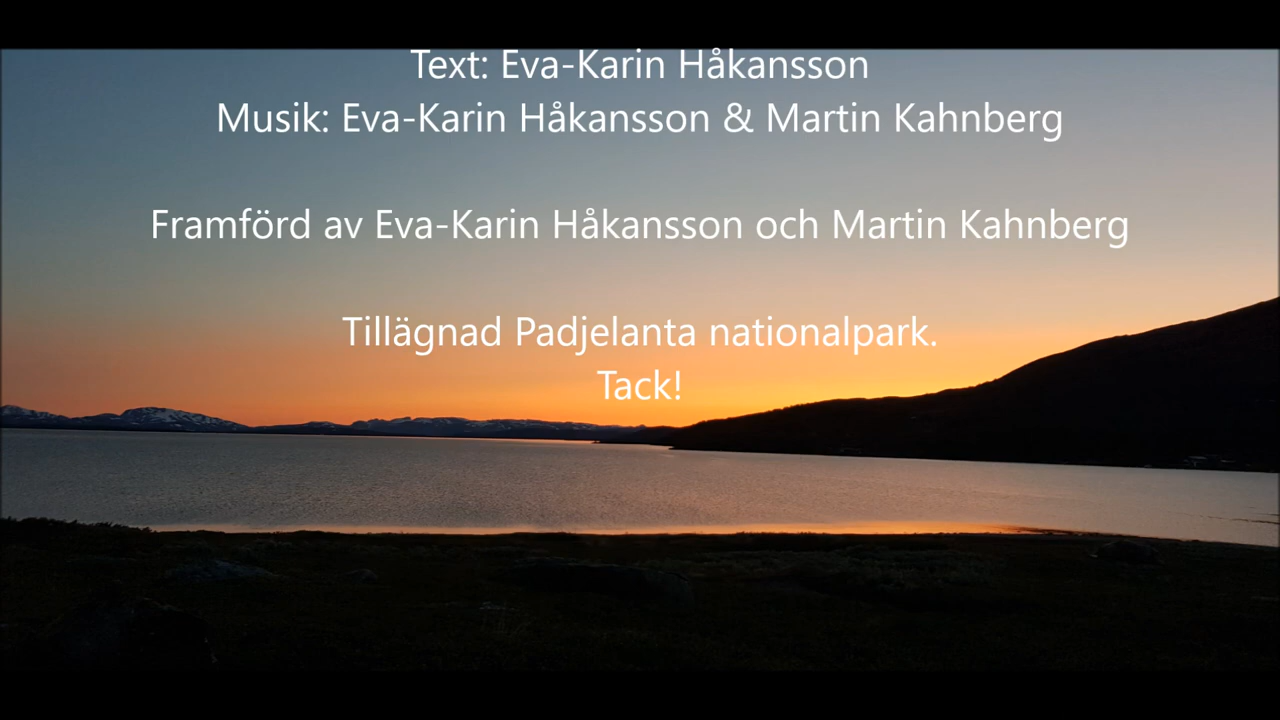 Text: Eva-Karin Håkansson
Musik: Eva-Karin Håkansson & Martin Kahnberg
Framförd av Eva-Karin Håkansson och Martin Kahnberg
Tillägnad Padjelanta nationalpark.
Tack!